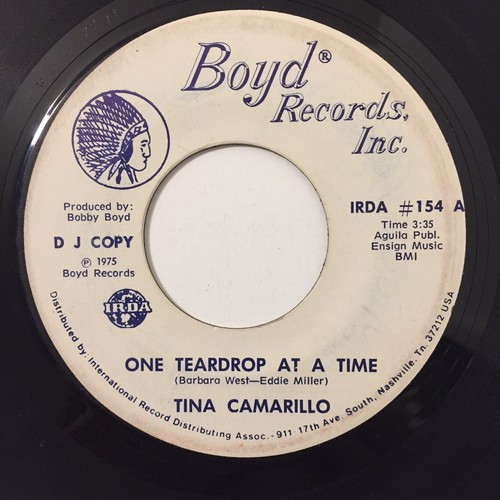 Boyd®
Records,
Inc.
Produced by:
Bobby Boyd
D J COPY
℗ 1975
Boyd Records
IRDA #154 A
Time 3:35
Aguila Publ.
Ensign Music
BMI
IRDA
ONE TEARDROP AT A TIME
(Barbara West—Eddie Miller)
TINA CAMARILLO
Distributed by: International Record Distributing Assoc.-911 17th Ave. South, Nashville, Tn. 37212 USA